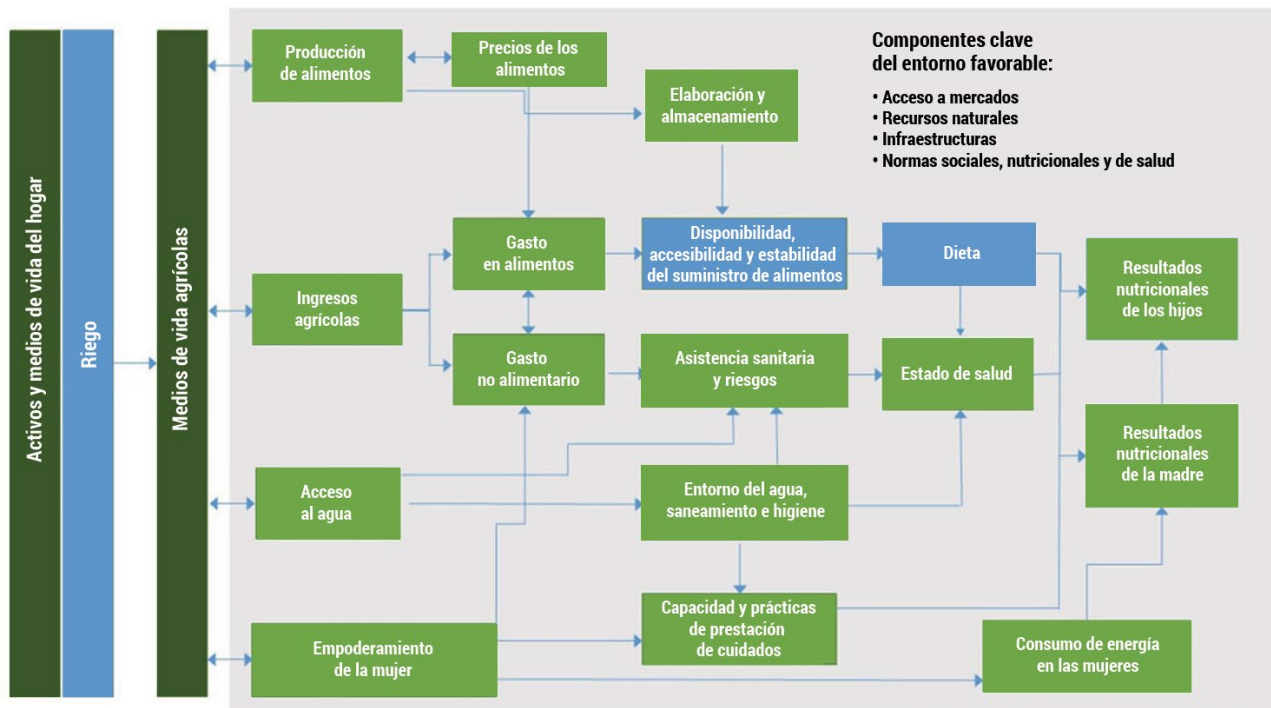 Activos y medios de vida del hogar
Riego
Medios de vida agrícolas
Producción
de alimentos
Precios de los
alimentos
Elaboración y
almacenamiento
Componentes clave
del entorno favorable:
• Acceso a mercados
• Recursos naturales
• Infraestructuras
• Normas sociales, nutricionales y de salud
Ingresos
agrícolas
Gasto
en alimentos
Disponibilidad,
accesibilidad y estabilidad
del suministro de alimentos
Dieta
Resultados
nutricionales
de los hijos
Gasto
no alimentario
Asistencia sanitaria
y riesgos
Estado de salud
Resultados
nutricionales
de la madre
Acceso
al agua
Entorno del agua,
saneamiento e higiene
Empoderamiento
de la mujer
Capacidad y prácticas
de prestación
de cuidados
Consumo de energía
en las mujeres